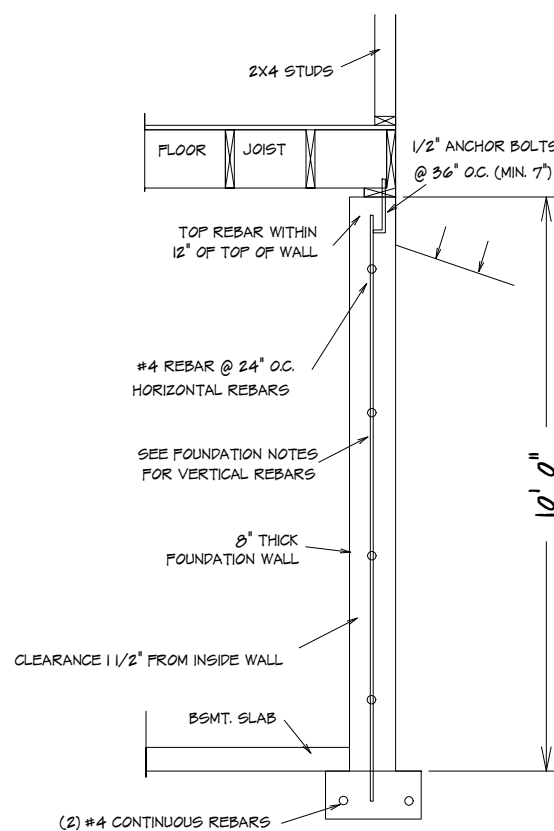 2X4 STUDS
FLOOR JOIST
1/2" ANCHOR BOLTS
@ 36" O.C. (MIN. 7")
TOP REBAR WITHIN
12" OF TOP OF WALL
#4 REBAR @ 24" O.C.
HORIZONTAL REBARS
SEE FOUNDATION NOTES
FOR VERTICAL REBARS
10' 0"
8" THICK
FOUNDATION WALL
CLEARANCE 1 1/2" FROM INSIDE WALL
BSMT. SLAB
(2) #4 CONTINUOUS REBARS